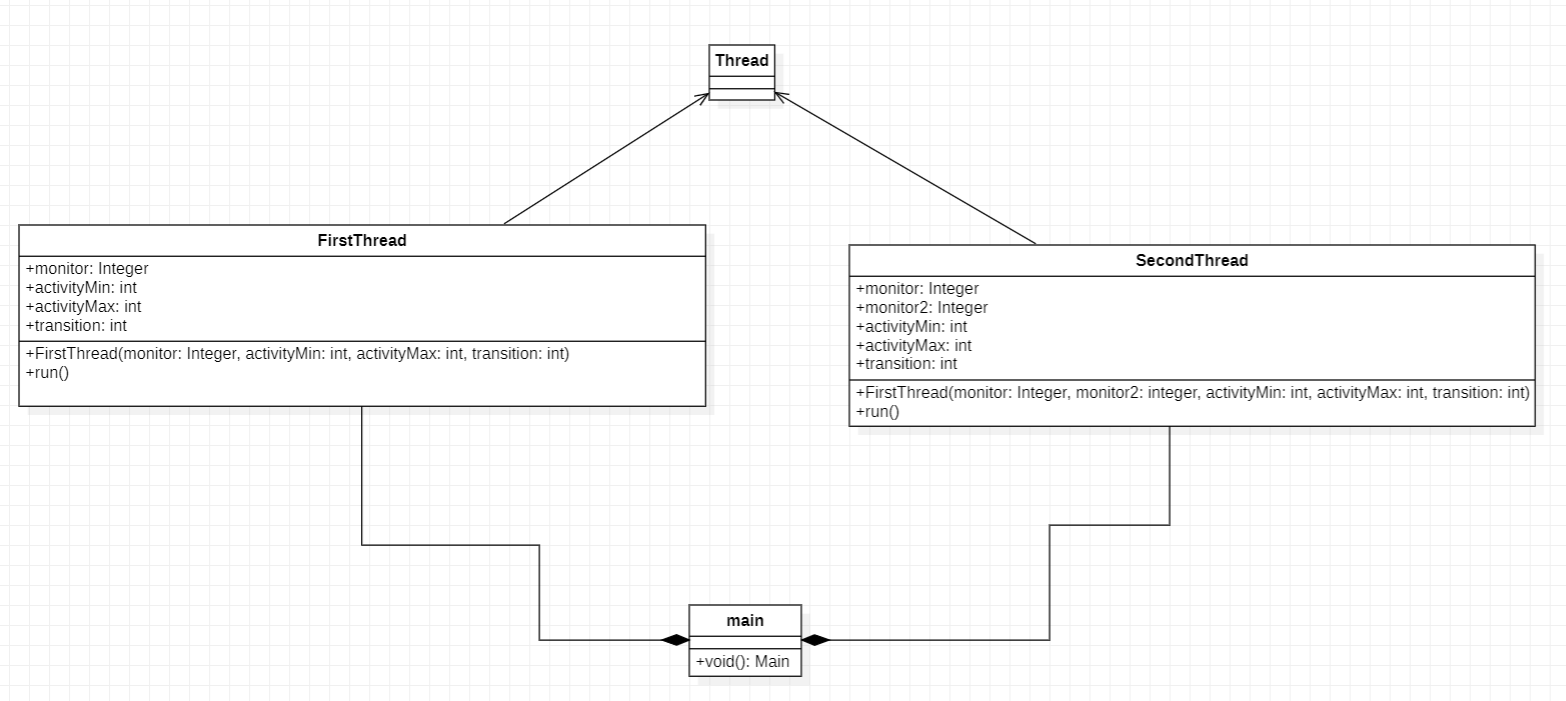 Thread
FirstThread
+monitor: Integer
+activityMin: int
+activityMax: int
+transition: int
+FirstThread(monitor: Integer, activityMin: int, activityMax: int, transition: int)
+run()
SecondThread
+monitor: Integer
+monitor2: Integer
+activityMin: int
+activityMax: int
+transition: int
+FirstThread(monitor: Integer, monitor2: integer, activityMin: int, activityMax: int, transition: int)
+run()
main
+void(): Main